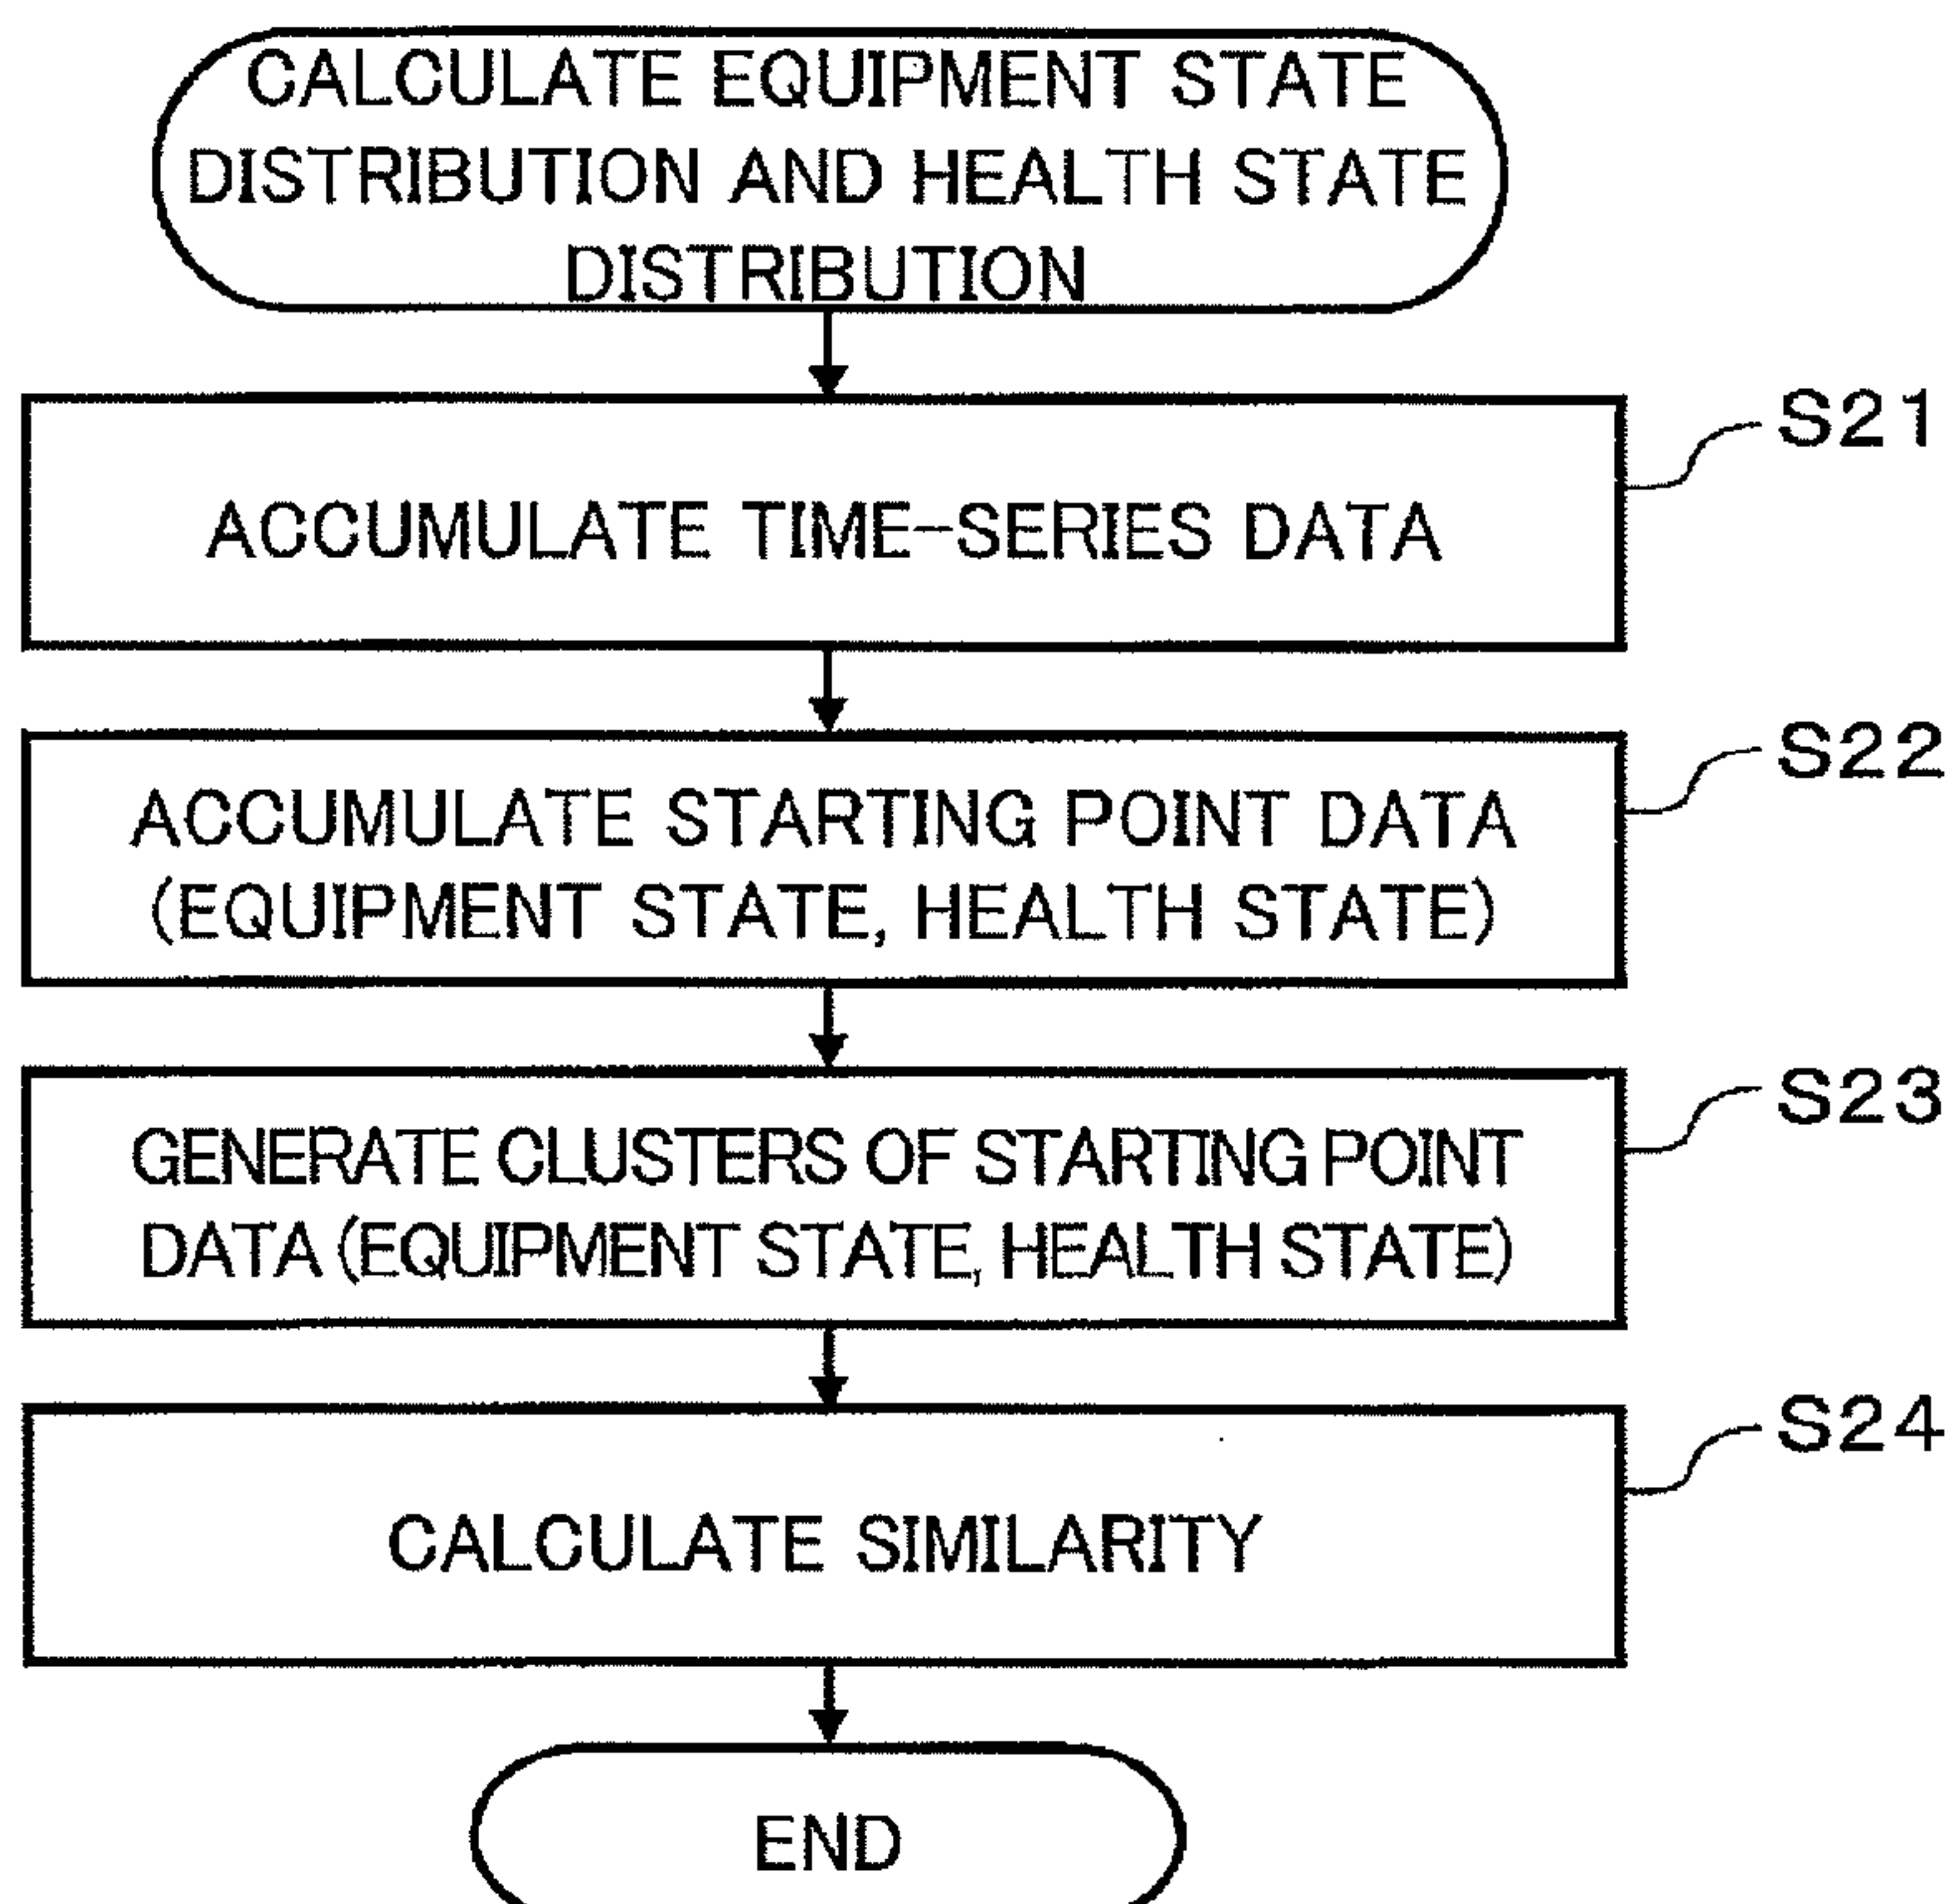 CALCULATE EQUIPMENT STATE
DISTRIBUTION AND HEALTH STATE
DISTRIBUTION
S21
ACCUMULATE TIME-SERIES DATA
S22
ACCUMULATE STARTING POINT DATA
(EQUIPMENT STATE, HEALTH STATE)
S23
GENERATE CLUSTERS OF STARTING POINT
DATA (EQUIPMENT STATE, HEALTH STATE)
S24
CALCULATE SIMILARITY
END